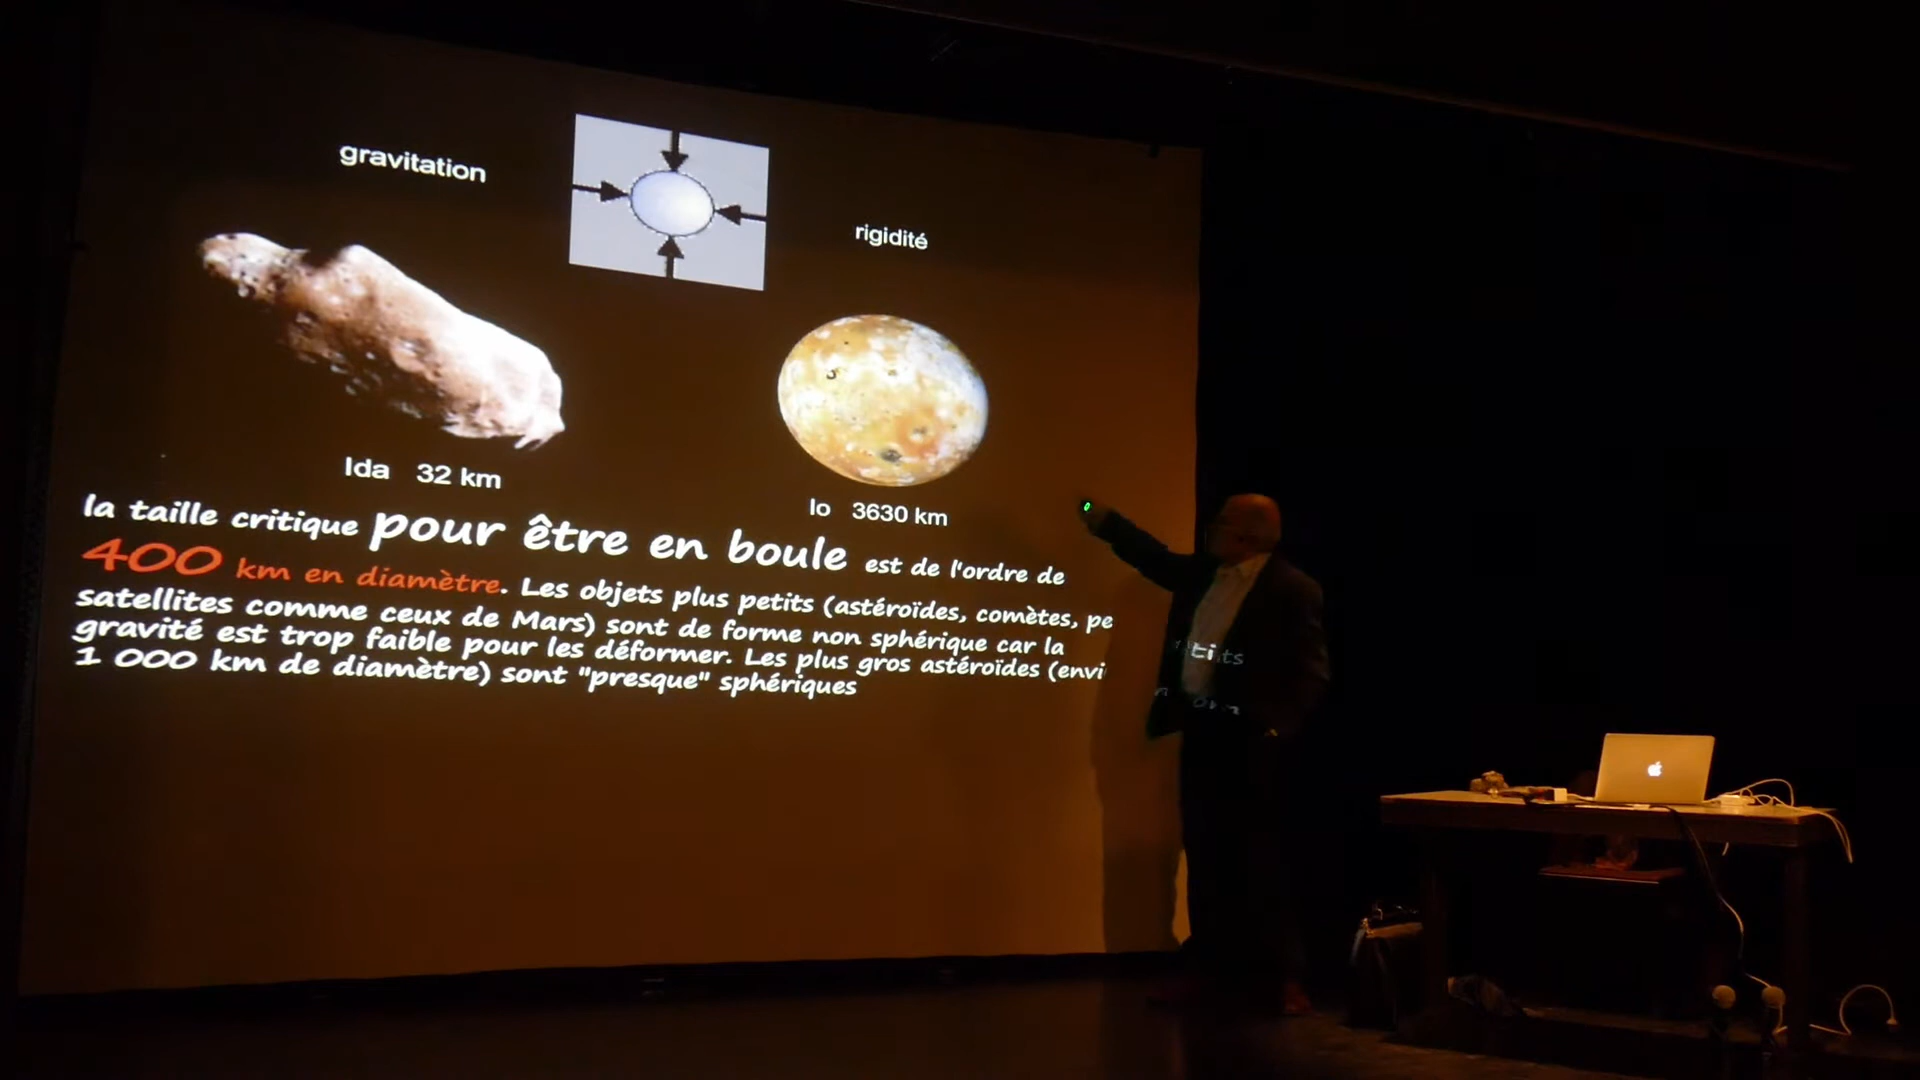 gravitation
rigidité
Ida 32 km
Io 3630 km
la taille critique pour être en boule est de l'ordre de
400 km en diamètre. Les objets plus petits (astéroïdes, comètes, pe tits
satellites comme ceux de Mars) sont de forme non sphérique car la
gravité est trop faible pour les déformer. Les plus gros astéroïdes (envi
1 000 km de diamètre) sont "presque" sphériques